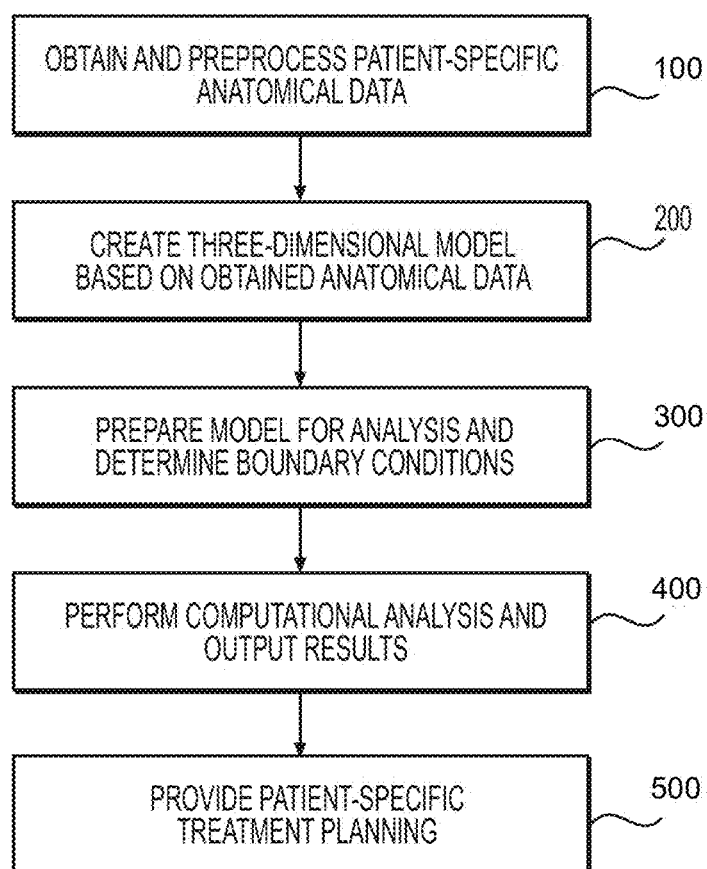 OBTAIN AND PREPROCESS PATIENT-SPECIFIC
ANATOMICAL DATA
100
CREATE THREE-DIMENSIONAL MODEL
BASED ON OBTAINED ANATOMICAL DATA
200
PREPARE MODEL FOR ANALYSIS AND
DETERMINE BOUNDARY CONDITIONS
300
PERFORM COMPUTATIONAL ANALYSIS AND
OUTPUT RESULTS
400
PROVIDE PATIENT-SPECIFIC
TREATMENT PLANNING
500